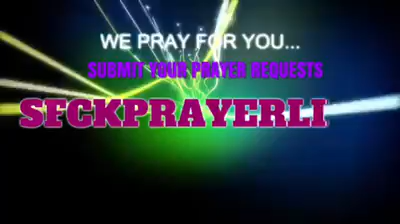 WE PRAY FOR YOU...
SUBMIT YOUR PRAYER REQUESTS
SFCKPRAYERLI